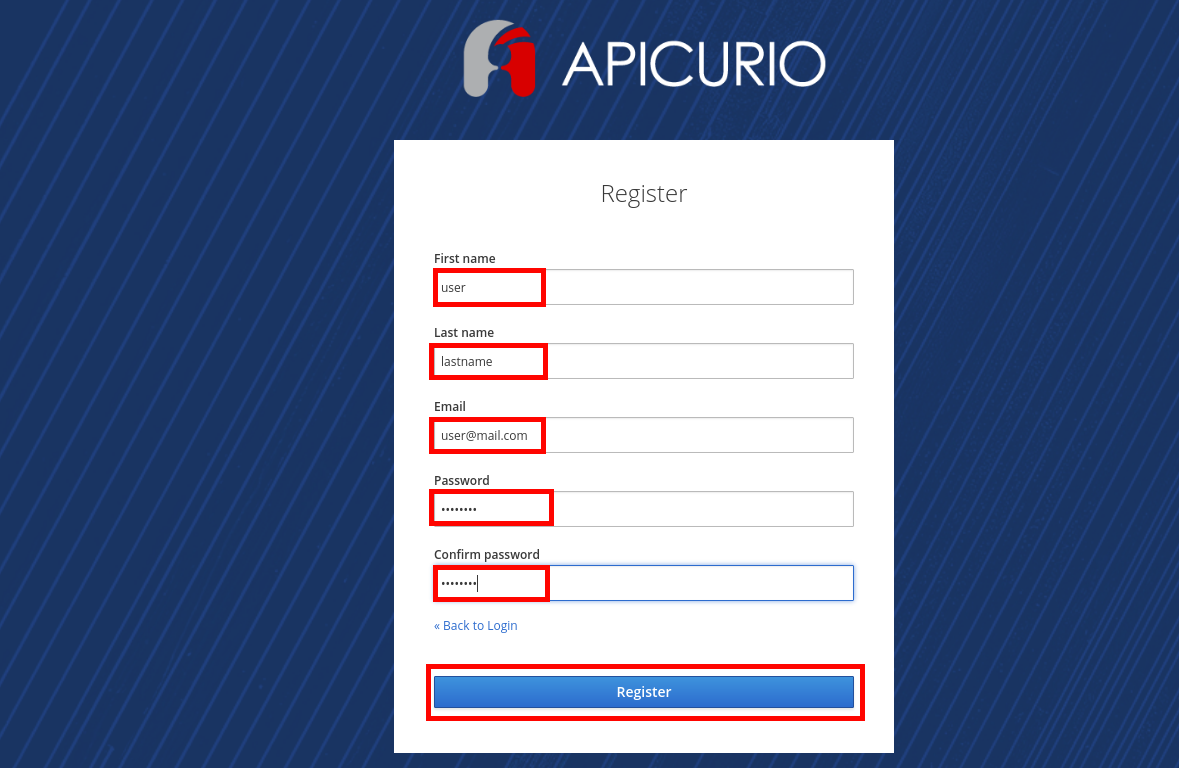 APICURIO
Register
First name
user
Last name
lastname
Email
user@mail.com
Password
••••••••
Confirm password
••••••••
« Back to Login
Register